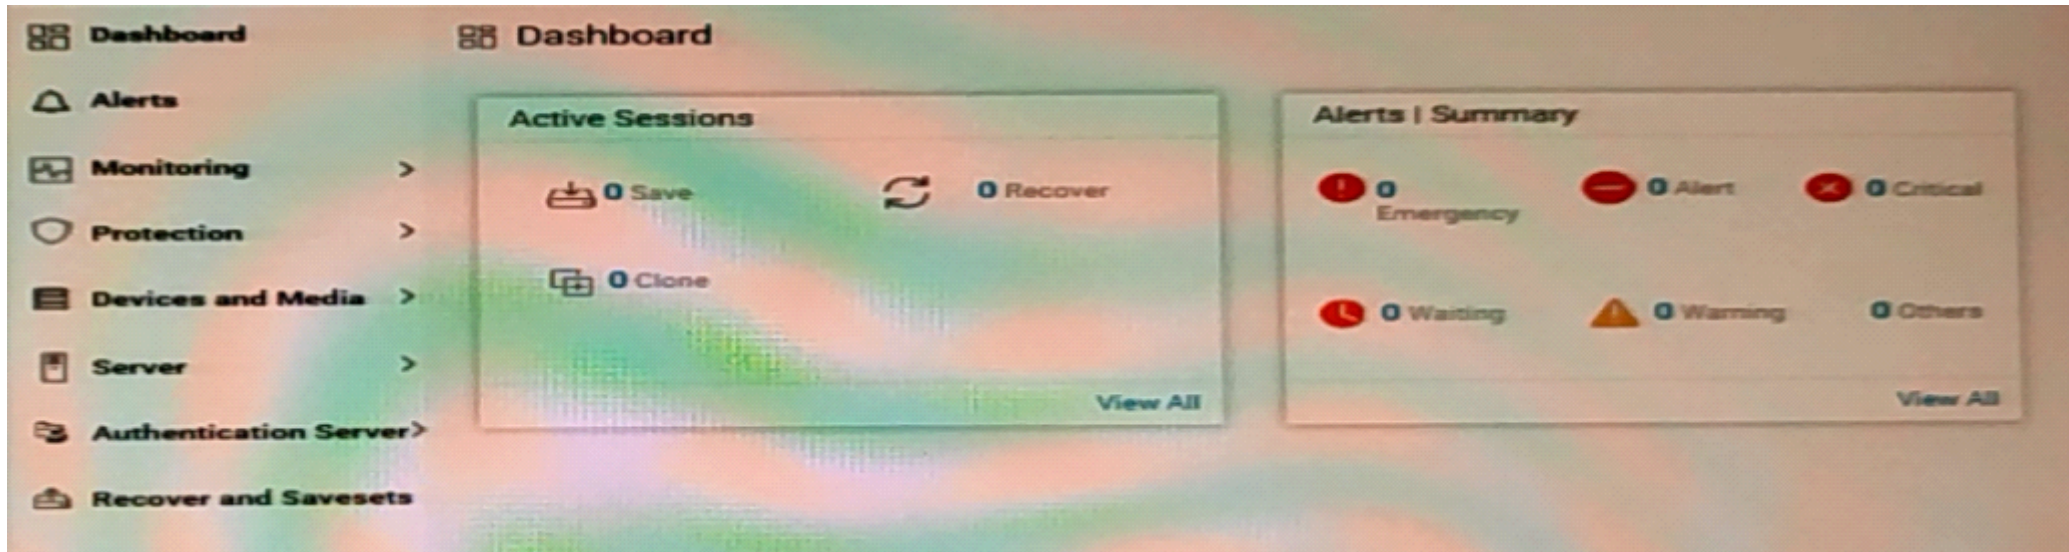 Dashboard
Alerts
Monitoring
Protection
Devices and Media
Server
Authentication Server
Recover and Savesets
Dashboard
Active Sessions
0 Save
0 Recover
0 Clone
View All
Alerts | Summary
0
Emergency
0 Alert
0 Critical
0 Waiting
0 Warning
0 Others
View All